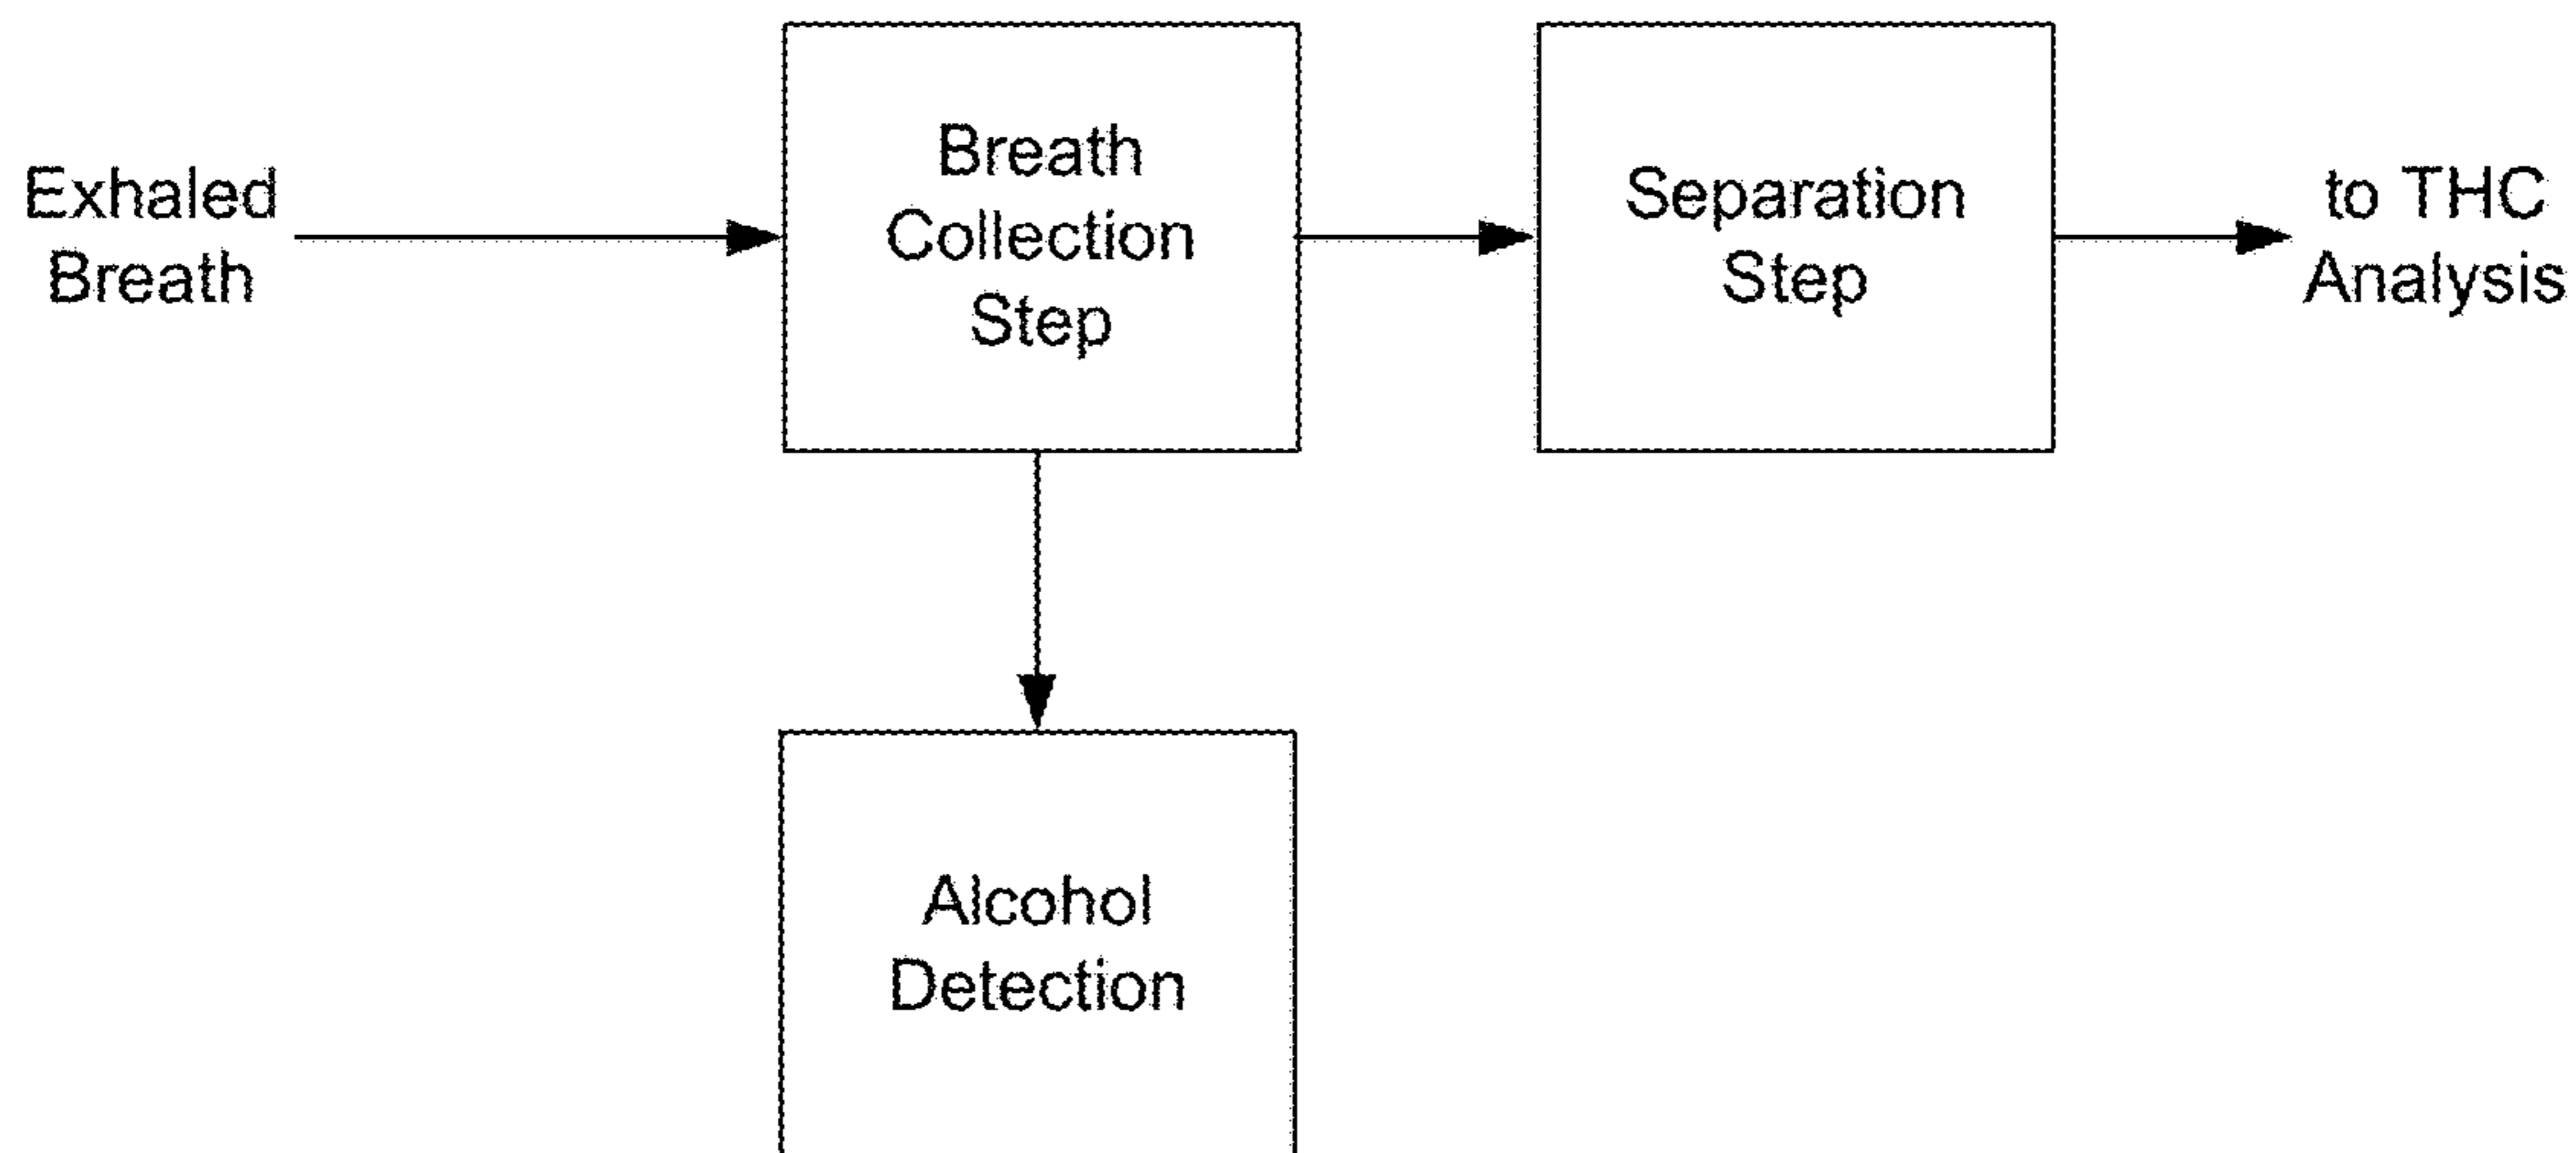 Exhaled
Breath
Breath
Collection
Step
Separation
Step
to THC
Analysis
Alcohol
Detection